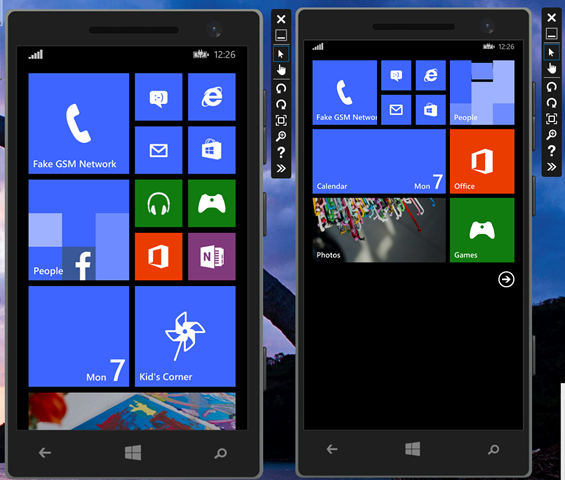 12:26
Fake GSM Network
People
f
N
Mon 7
Kid's Corner
?
12:26
Fake GSM Networ
People
Calendar
Mon 7
Office
Photos
Games
?